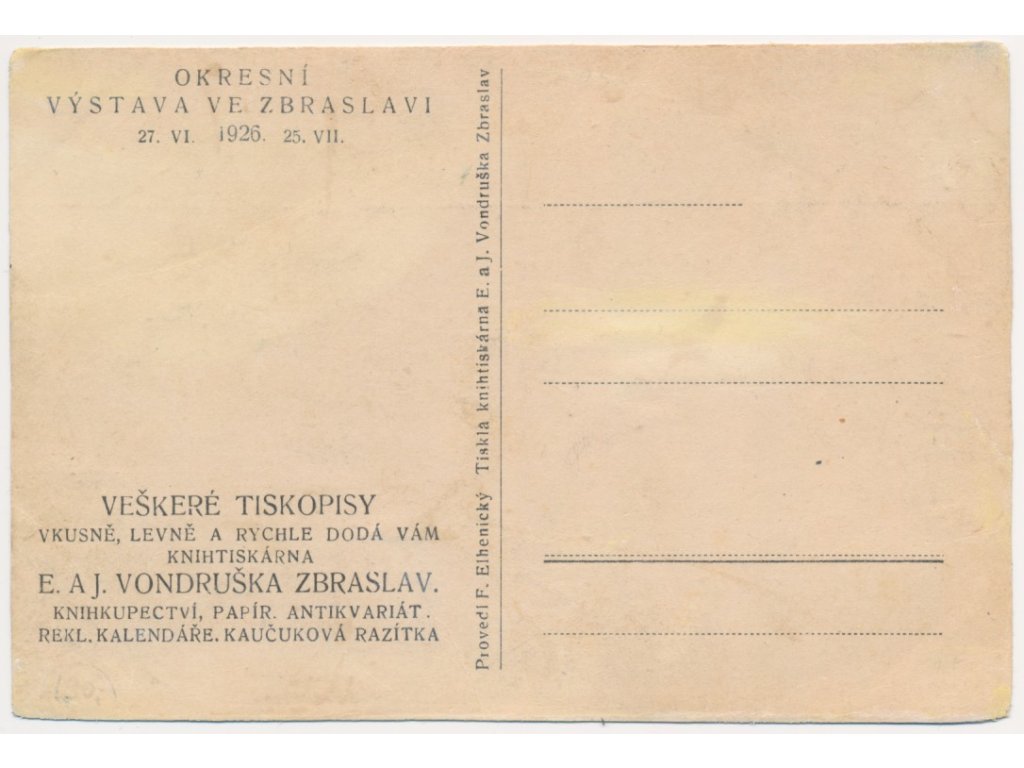 OKRESNÍ
VÝSTAVA VE ZBRASLAVI
27. VI. 1926. 25. VII.
VEŠKERÉ TISKOPISY
VKUSNĚ, LEVNĚ A RYCHLE DODÁ VÁM
KNIHTISKÁRNA
E. A J. VONDRUŠKA ZBRASLAV.
KNIHKUPECTVÍ, PAPÍR. ANTIKVARIÁT.
REKL. KALENDÁŘE. KAUČUKOVÁ RAZÍTKA
Provedl F. Elhenický Tiskla knihtiskárna E. a J. Vondruška Zbraslav